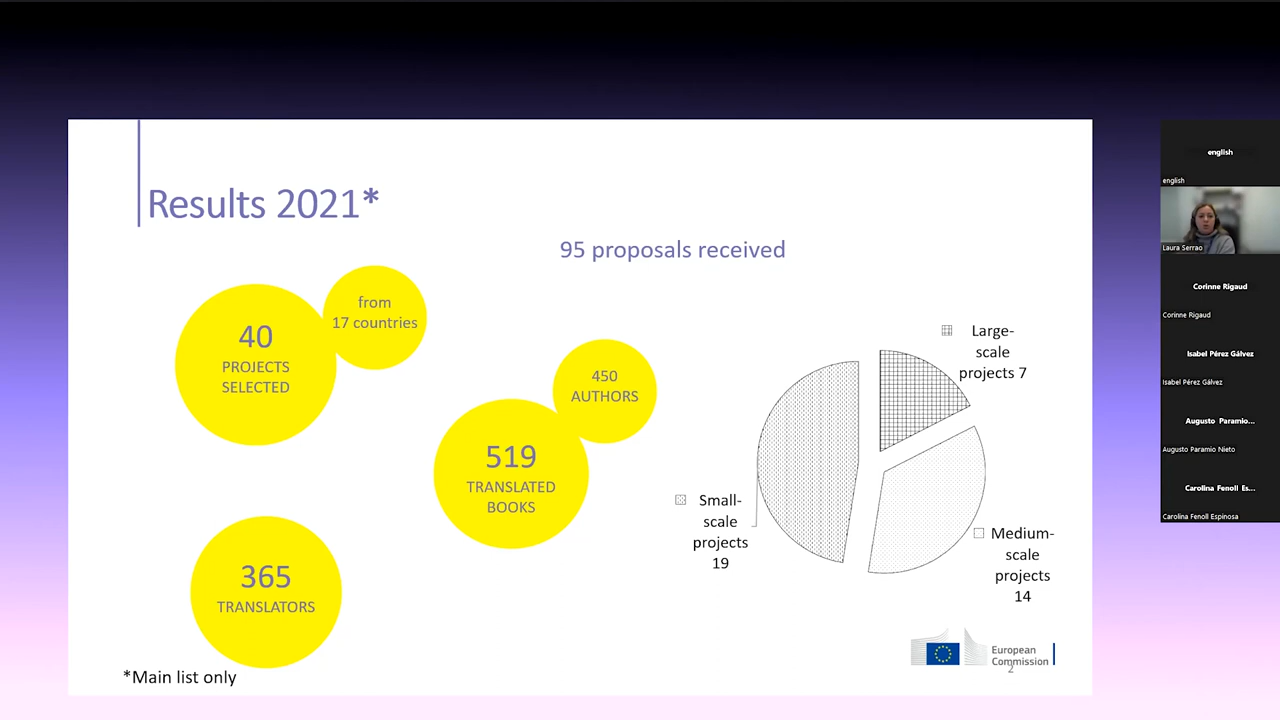 Results 2021*
95 proposals received
from
17 countries
40
PROJECTS
SELECTED
450
AUTHORS
519
TRANSLATED
BOOKS
365
TRANSLATORS
Large-
scale
projects 7
Small-
scale
projects
19
Medium-
scale
projects
14
European
Commission
2
*Main list only
english
english
Laura Serrao
Corinne Rigaud
Corinne Rigaud
Isabel Pérez Gálvez
Isabel Pérez Gálvez
Augusto Paramio...
Augusto Paramio Nieto
Carolina Fenoll Es...
Carolina Fenoll Espinosa